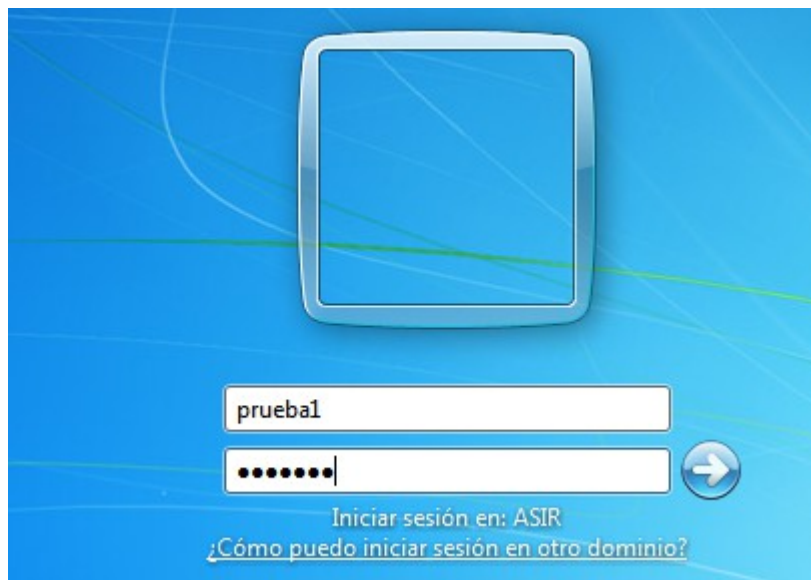 prueba1
•••••••
Iniciar sesión en: ASIR
¿Cómo puedo iniciar sesión en otro dominio?